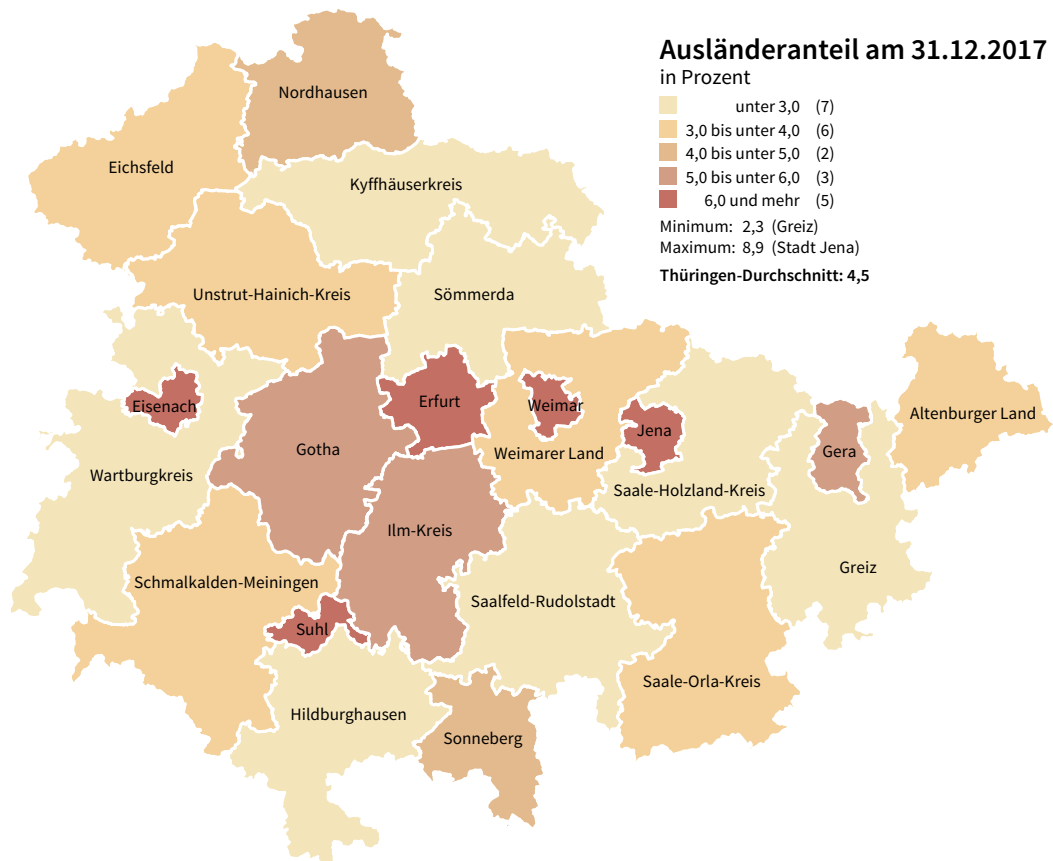 Ausländeranteil am 31.12.2017
in Prozent
unter 3,0 (7)
3,0 bis unter 4,0 (6)
4,0 bis unter 5,0 (2)
5,0 bis unter 6,0 (3)
6,0 und mehr (5)
Minimum: 2,3 (Greiz)
Maximum: 8,9 (Stadt Jena)
Thüringen-Durchschnitt: 4,5
Nordhausen
Eichsfeld
Kyffhäuserkreis
Unstrut-Hainich-Kreis
Sömmerda
Eisenach
Erfurt
Weimar
Altenburger Land
Jena
Gotha
Weimarer Land
Gera
Wartburgkreis
Saale-Holzland-Kreis
Ilm-Kreis
Greiz
Schmalkalden-Meiningen
Saalfeld-Rudolstadt
Suhl
Saale-Orla-Kreis
Hildburghausen
Sonneberg